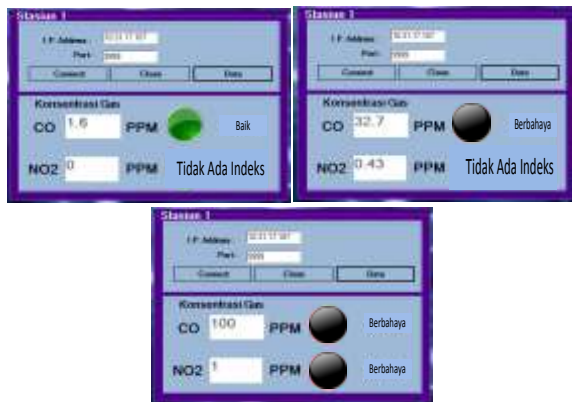 Stasiun 1
I.P. Address
Port
9999
Connect Close Data
Konsentrasi Gas
CO 1.6 PPM Baik
NO2 0 PPM Tidak Ada Indeks
Stasiun 1
I.P. Address
Port
9999
Connect Close Data
Konsentrasi Gas
CO 32.7 PPM Berbahaya
NO2 0.43 PPM Tidak Ada Indeks
Stasiun 1
I.P. Address
Port
9999
Connect Close Data
Konsentrasi Gas
CO 100 PPM Berbahaya
NO2 1 PPM Berbahaya